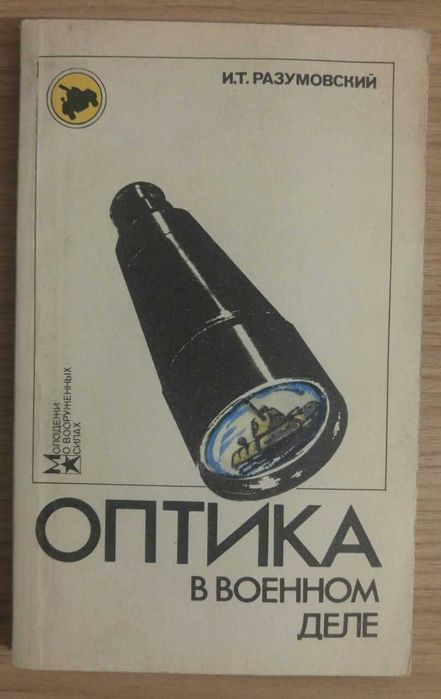 И.Т. РАЗУМОВСКИЙ
МОЛОДЕЖИ
О ВООРУЖЕННЫХ
СИЛАХ
ОПТИКА
В ВОЕННОМ
ДЕЛЕ